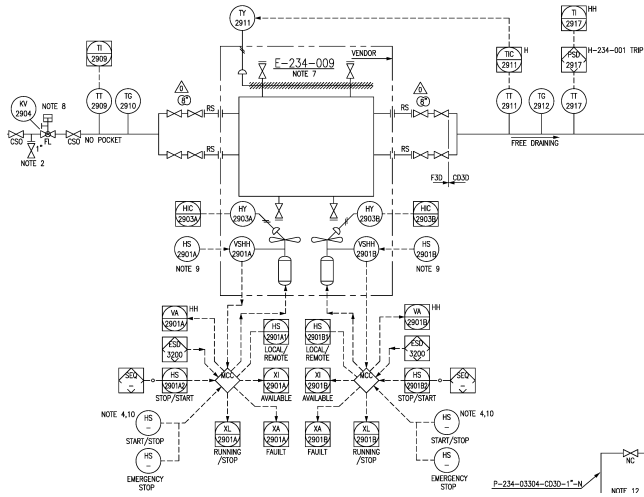 TY
2911
VENDOR
E-234-009
NOTE 7
TI
2909
TI
2917
HH
TIC
2911
H
PSD
2917
H-234-001 TRIP
KV
2904
NOTE 8
TT
2909
TG
2910
0
8"
RS
RS
0
8"
TT
2911
TG
2912
TT
2917
CSO
FL
CSO
NO POCKET
1"
NOTE 2
RS
RS
FREE DRAINING
F3D
CD3D
HIC
2903A
HY
2903A
HY
2903B
HIC
2903B
HS
2901A
VSHH
2901A
VSHH
2901B
HS
2901B
NOTE 9
NOTE 9
VA
2901A
HH
HS
2901A1
LOCAL/
REMOTE
HS
2901B1
LOCAL/
REMOTE
VA
2901B
HH
ESD
3200
ESD
3200
SEQ
-
HS
2901A2
STOP/START
MCC
XI
2901A
AVAILABLE
XI
2901B
AVAILABLE
MCC
HS
2901B2
STOP/START
SEQ
-
NOTE 4,10
HS
-
START/STOP
XL
2901A
RUNNING
/STOP
XA
2901A
FAUILT
XA
2901B
FAUILT
XL
2901B
RUNNING
/STOP
HS
-
START/STOP
NOTE 4,10
HS
-
EMERGENCY
STOP
HS
-
EMERGENCY
STOP
NC
P-234-03304-CD3D-1"-N
NOTE 12